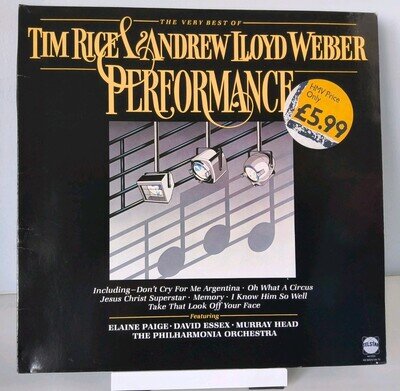 THE VERY BEST OF
TIM RICE & ANDREW LLOYD WEBBER
PERFORMANCE
HMV Price
Only
£5.99
Including–Don't Cry For Me Argentina · Oh What A Circus
Jesus Christ Superstar · Memory · I Know Him So Well
Take That Look Off Your Face
Featuring
ELAINE PAIGE · DAVID ESSEX · MURRAY HEAD
THE PHILHARMONIA ORCHESTRA
TELSTAR